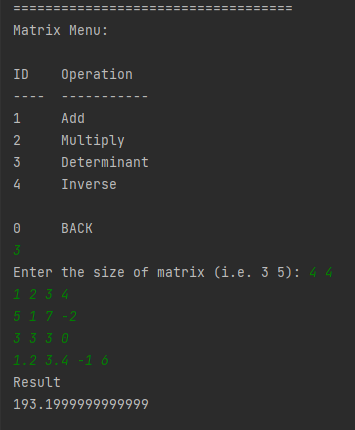 ===================================
Matrix Menu:
ID    Operation
----  -----------
1     Add
2     Multiply
3     Determinant
4     Inverse
0     BACK
3
Enter the size of matrix (i.e. 3 5): 4 4
1 2 3 4
5 1 7 -2
3 3 3 0
1.2 3.4 -1 6
Result
193.1999999999999